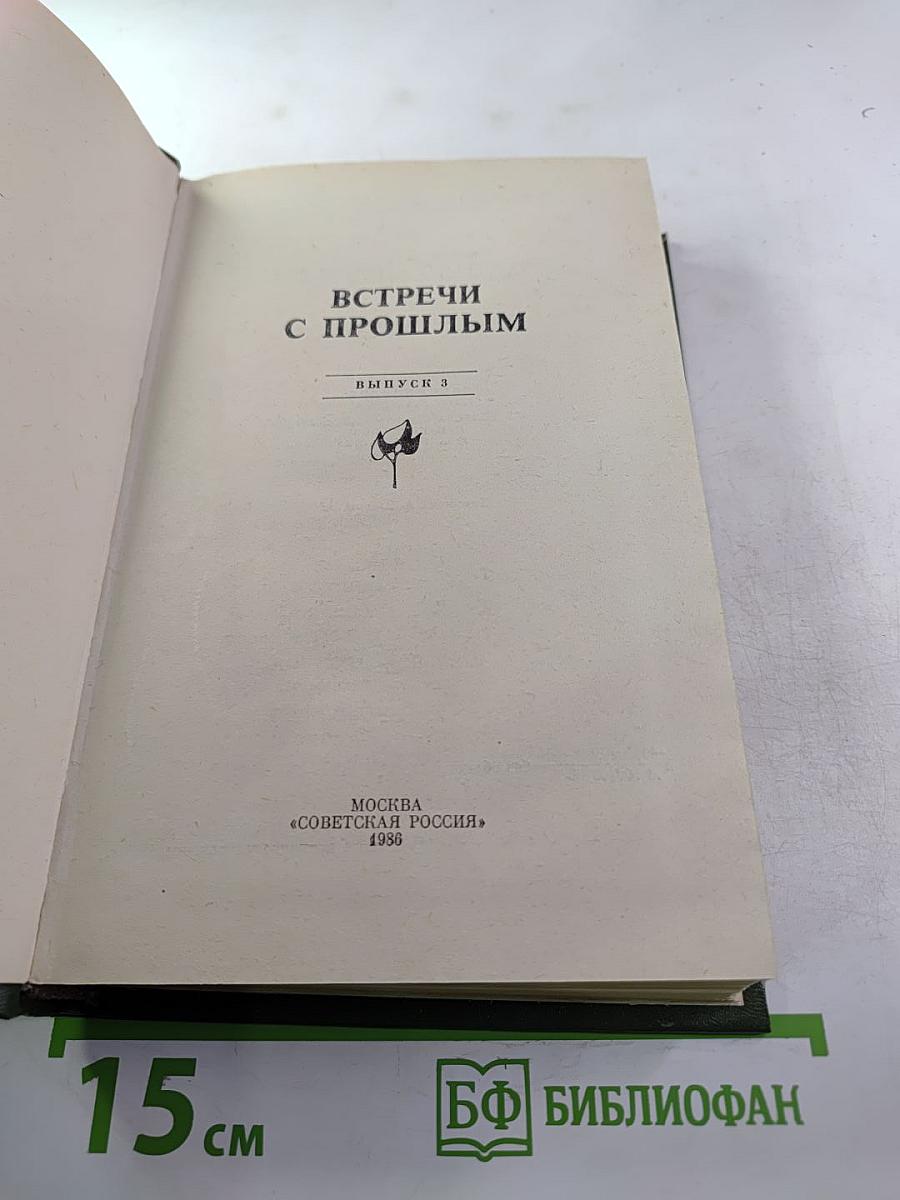 ВСТРЕЧИ
С ПРОШЛЫМ
ВЫПУСК 3
МОСКВА
«СОВЕТСКАЯ РОССИЯ»
1986
15 см
БФ БИБЛИОФАН